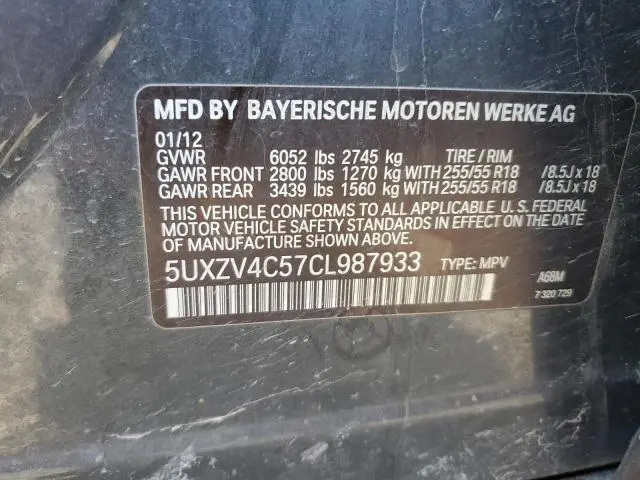 MFD BY BAYERISCHE MOTOREN WERKE AG
01/12
GVWR 6052 lbs 2745 kg TIRE / RIM
GAWR FRONT 2800 lbs 1270 kg WITH 255/55 R18 /8.5J x 18
GAWR REAR 3439 lbs 1560 kg WITH 255/55 R18 /8.5J x 18
THIS VEHICLE CONFORMS TO ALL APPLICABLE U. S. FEDERAL
MOTOR VEHICLE SAFETY STANDARDS IN EFFECT ON THE DATE
OF MANUFACTURE SHOWN ABOVE.
5UXZV4C57CL987933 TYPE: MPV A68M
7 320 729